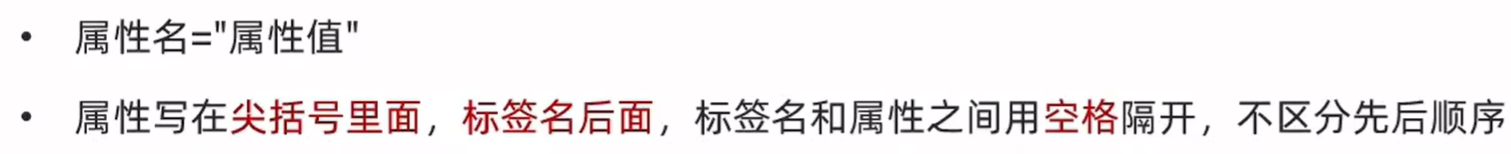 • 属性名="属性值"
• 属性写在尖括号里面，标签名后面，标签名和属性之间用空格隔开，不区分先后顺序